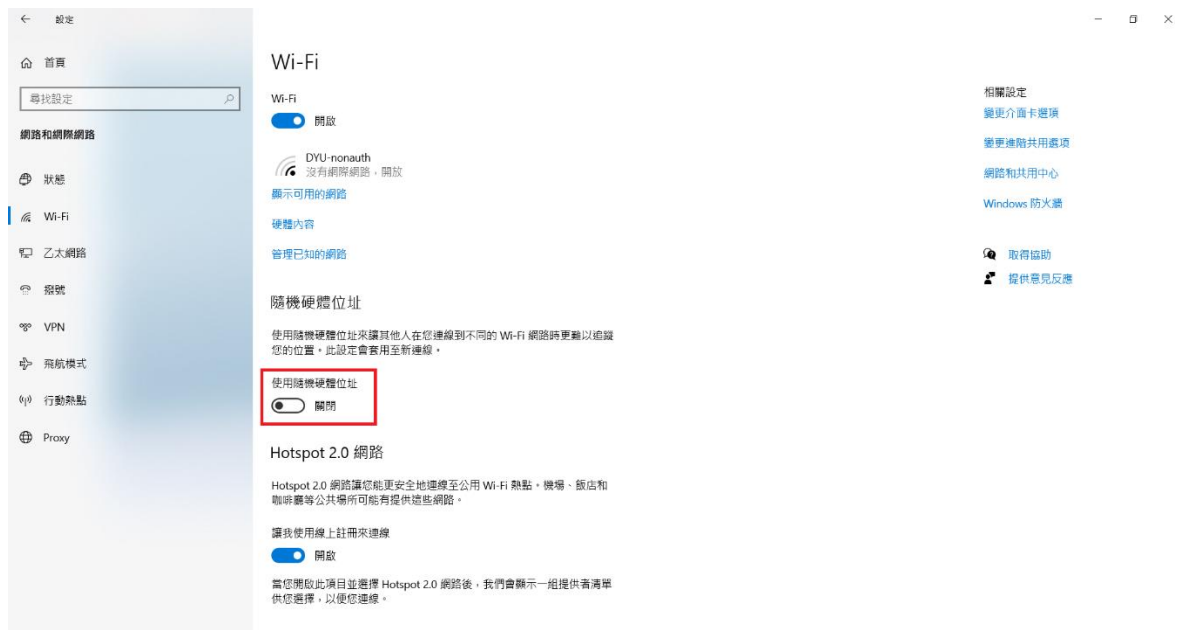 設定
首頁
尋找設定
網路和網際網路
狀態
Wi-Fi
乙太網路
撥號
VPN
飛航模式
行動熱點
Proxy
Wi-Fi
Wi-Fi
開啟
DYU-nonauth
沒有網際網路，開放
顯示可用的網路
硬體內容
管理已知的網路
隨機硬體位址
使用隨機硬體位址來讓其他人在您連線到不同的 Wi-Fi 網路時更難以追蹤
您的位置。此設定會套用至新連線。
使用隨機硬體位址
關閉
Hotspot 2.0 網路
Hotspot 2.0 網路讓您能更安全地連線至公用 Wi-Fi 熱點。機場、飯店和
咖啡廳等公共場所可能有提供這些網路。
讓我使用線上註冊來連線
開啟
當您開啟此項目並選擇 Hotspot 2.0 網路後，我們會顯示一組提供者清單
供您選擇，以便您連線。
相關設定
變更介面卡選項
變更進階共用選項
網路和共用中心
Windows 防火牆
取得協助
提供意見反應